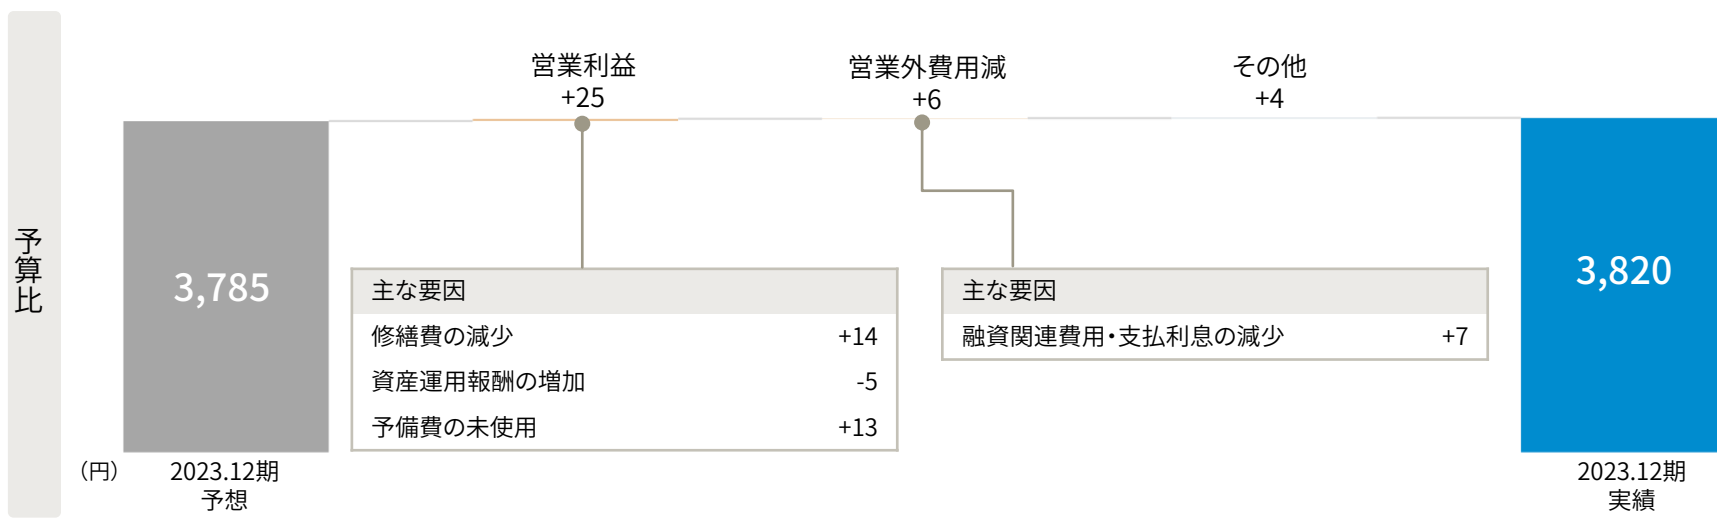 予算比
営業利益
+25
営業外費用減
+6
その他
+4
3,785
3,820
主な要因
修繕費の減少 +14
資産運用報酬の増加 -5
予備費の未使用 +13
主な要因
融資関連費用・支払利息の減少 +7
（円）
2023.12期
予想
2023.12期
実績